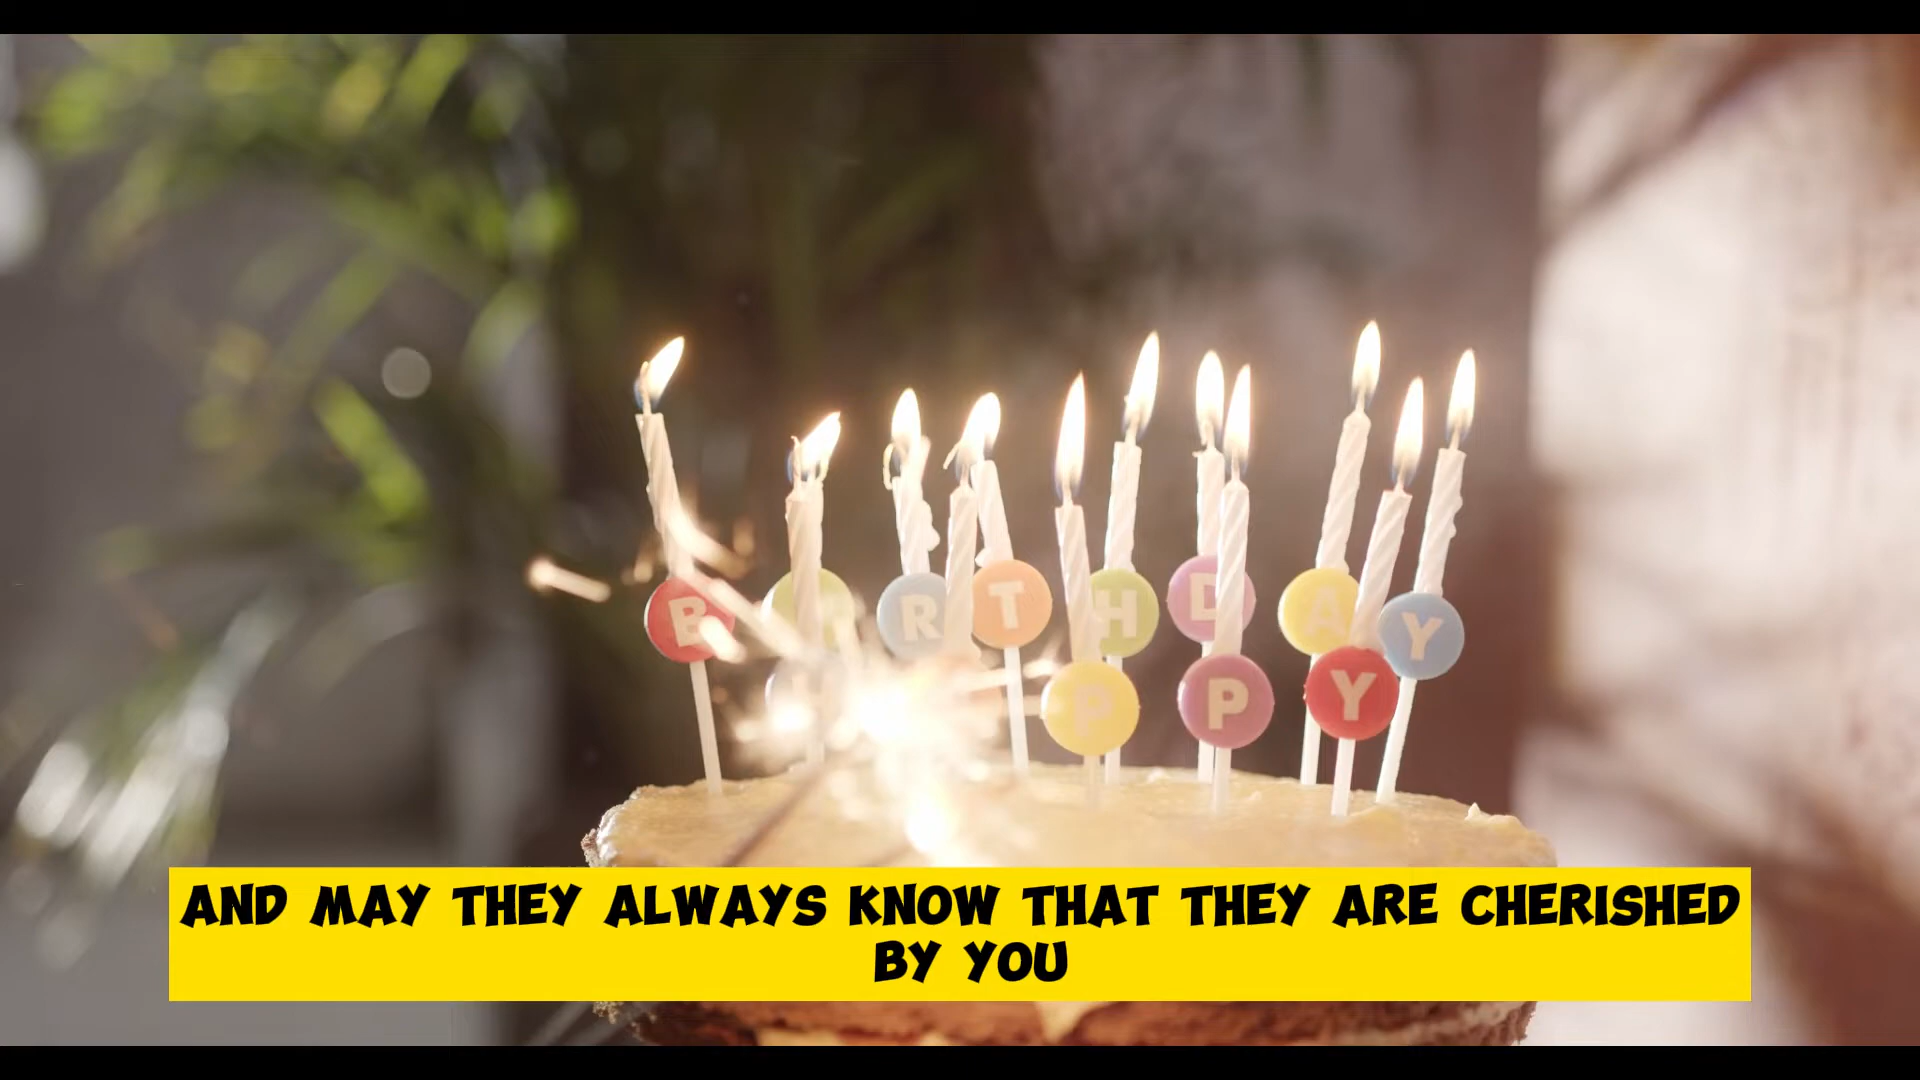 B R T H D A Y
P P Y
AND MAY THEY ALWAYS KNOW THAT THEY ARE CHERISHED
BY YOU